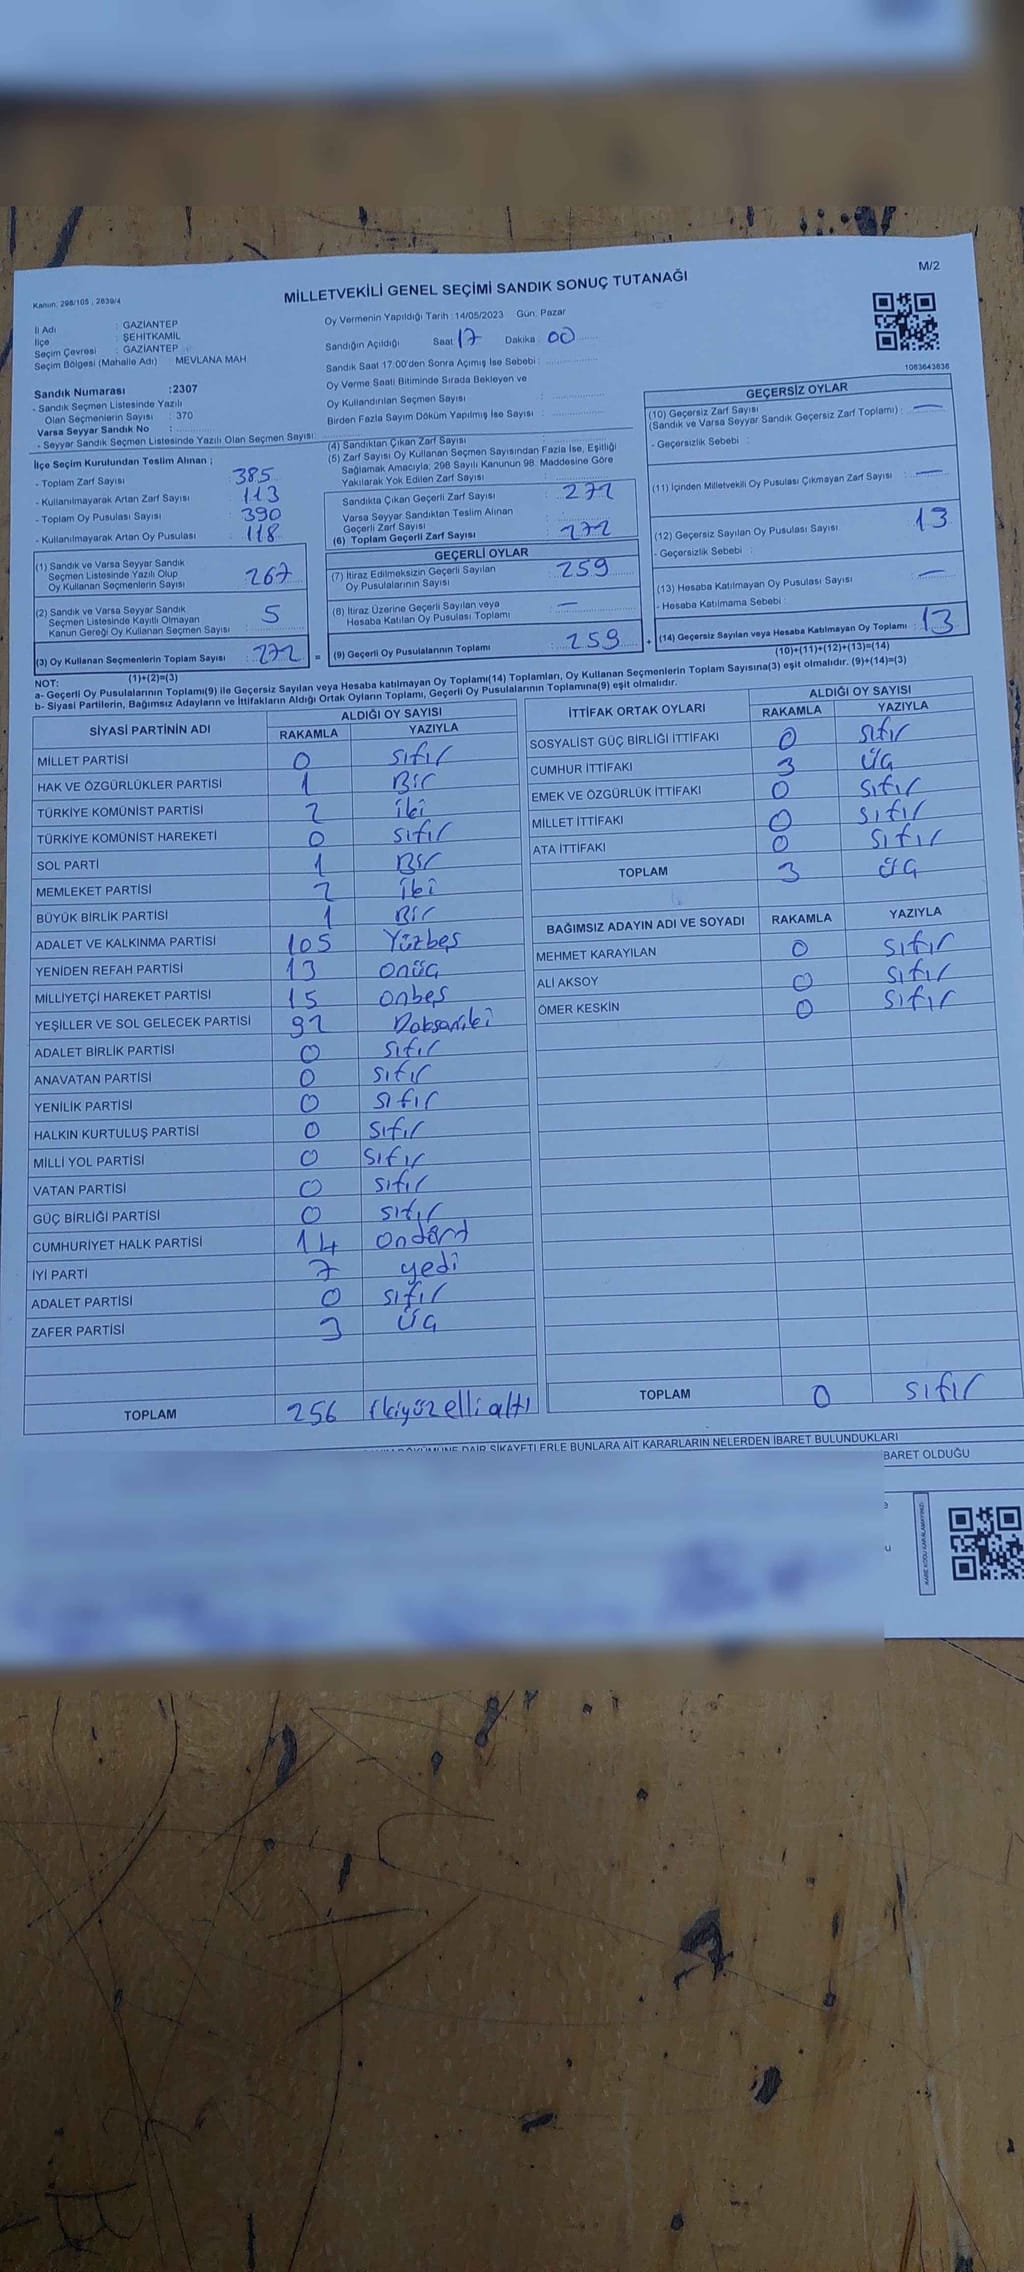 M/2
Kanun: 298/105 , 2839/4
MİLLETVEKİLİ GENEL SEÇİMİ SANDIK SONUÇ TUTANAĞI
İl Adı : GAZİANTEP
İlçe : ŞEHİTKAMİL
Seçim Çevresi : GAZİANTEP
Seçim Bölgesi (Mahalle Adı) : MEVLANA MAH
Sandık Numarası :2307
- Sandık Seçmen Listesinde Yazılı
Olan Seçmenlerin Sayısı : 370
Varsa Seyyar Sandık No :
- Seyyar Sandık Seçmen Listesinde Yazılı Olan Seçmen Sayısı:
Oy Vermenin Yapıldığı Tarih : 14/05/2023 Gün: Pazar
Sandığın Açıldığı Saat: 17 Dakika : 00
Sandık Saat 17:00'den Sonra Açımış İse Sebebi :
Oy Verme Saati Bitiminde Sırada Bekleyen ve
Oy Kullandırılan Seçmen Sayısı :
Birden Fazla Sayım Döküm Yapılmış İse Sayısı :
1063643636
İlçe Seçim Kurulundan Teslim Alınan ;
- Toplam Zarf Sayısı : 385
- Kullanılmayarak Artan Zarf Sayısı : 113
- Toplam Oy Pusulası Sayısı : 390
- Kullanılmayarak Artan Oy Pusulası : 118
(1) Sandık ve Varsa Seyyar Sandık
Seçmen Listesinde Yazılı Olup
Oy Kullanan Seçmenlerin Sayısı : 267
(2) Sandık ve Varsa Seyyar Sandık
Seçmen Listesinde Kayıtlı Olmayan
Kanun Gereği Oy Kullanan Seçmen Sayısı : 5
(3) Oy Kullanan Seçmenlerin Toplam Sayısı : 272 =
(1)+(2)=(3)
(4) Sandıktan Çıkan Zarf Sayısı :
(5) Zarf Sayısı Oy Kullanan Seçmen Sayısından Fazla İse, Eşitliği
Sağlamak Amacıyla; 298 Sayılı Kanunun 98. Maddesine Göre
Yakılarak Yok Edilen Zarf Sayısı :
Sandıkta Çıkan Geçerli Zarf Sayısı : 272
Varsa Seyyar Sandıktan Teslim Alınan
Geçerli Zarf Sayısı :
(6) Toplam Geçerli Zarf Sayısı : 272
GEÇERLİ OYLAR
(7) İtiraz Edilmeksizin Geçerli Sayılan
Oy Pusulalarının Sayısı : 259
(8) İtiraz Üzerine Geçerli Sayılan veya
Hesaba Katılan Oy Pusulası Toplamı : —
(9) Geçerli Oy Pusulalarının Toplamı : 259 +
GEÇERSİZ OYLAR
(10) Geçersiz Zarf Sayısı
(Sandık ve Varsa Seyyar Sandık Geçersiz Zarf Toplamı) : —
- Geçersizlik Sebebi :
(11) İçinden Milletvekili Oy Pusulası Çıkmayan Zarf Sayısı : —
(12) Geçersiz Sayılan Oy Pusulası Sayısı : 13
- Geçersizlik Sebebi :
(13) Hesaba Katılmayan Oy Pusulası Sayısı : —
- Hesaba Katılmama Sebebi :
(14) Geçersiz Sayılan veya Hesaba Katılmayan Oy Toplamı : 13
(10)+(11)+(12)+(13)=(14)
NOT:
a- Geçerli Oy Pusulalarının Toplamı(9) ile Geçersiz Sayılan veya Hesaba katılmayan Oy Toplamı(14) Toplamları, Oy Kullanan Seçmenlerin Toplam Sayısına(3) eşit olmalıdır. (9)+(14)=(3)
b- Siyasi Partilerin, Bağımsız Adayların ve İttifakların Aldığı Ortak Oyların Toplamı, Geçerli Oy Pusulalarının Toplamına(9) eşit olmalıdır.
SİYASİ PARTİNİN ADI ALDIĞI OY SAYISI
RAKAMLA YAZIYLA
MİLLET PARTİSİ 0 sıfır
HAK VE ÖZGÜRLÜKLER PARTİSİ 1 Bir
TÜRKİYE KOMÜNİST PARTİSİ 2 iki
TÜRKİYE KOMÜNİST HAREKETİ 0 sıfır
SOL PARTİ 1 Bir
MEMLEKET PARTİSİ 2 iki
BÜYÜK BİRLİK PARTİSİ 1 Bir
ADALET VE KALKINMA PARTİSİ 105 Yüzbeş
YENİDEN REFAH PARTİSİ 13 onüç
MİLLİYETÇİ HAREKET PARTİSİ 15 onbeş
YEŞİLLER VE SOL GELECEK PARTİSİ 92 Doksaniki
ADALET BİRLİK PARTİSİ 0 sıfır
ANAVATAN PARTİSİ 0 sıfır
YENİLİK PARTİSİ 0 sıfır
HALKIN KURTULUŞ PARTİSİ 0 sıfır
MİLLİ YOL PARTİSİ 0 sıfır
VATAN PARTİSİ 0 sıfır
GÜÇ BİRLİĞİ PARTİSİ 0 sıfır
CUMHURİYET HALK PARTİSİ 14 ondört
İYİ PARTİ 7 yedi
ADALET PARTİSİ 0 sıfır
ZAFER PARTİSİ 3 üç
TOPLAM 256 ikiyüzellialtı
İTTİFAK ORTAK OYLARI ALDIĞI OY SAYISI
RAKAMLA YAZIYLA
SOSYALİST GÜÇ BİRLİĞİ İTTİFAKI 0 sıfır
CUMHUR İTTİFAKI 3 üç
EMEK VE ÖZGÜRLÜK İTTİFAKI 0 sıfır
MİLLET İTTİFAKI 0 sıfır
ATA İTTİFAKI 0 sıfır
TOPLAM 3 üç
BAĞIMSIZ ADAYIN ADI VE SOYADI RAKAMLA YAZIYLA
MEHMET KARAYILAN 0 sıfır
ALİ AKSOY 0 sıfır
ÖMER KESKİN 0 sıfır
TOPLAM 0 sıfır
DAİR ŞİKAYETLERLE BUNLARA AİT KARARLARIN NELERDEN İBARET BULUNDUKLARI
BARET OLDUĞU